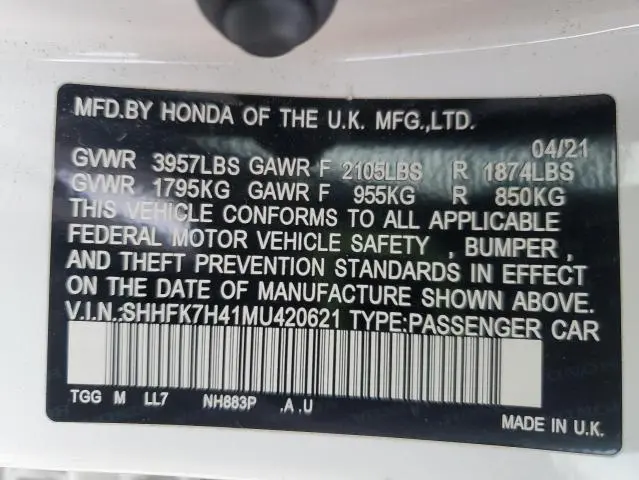 MFD.BY HONDA OF THE U.K. MFG.,LTD.
04/21
GVWR 3957LBS GAWR F 2105LBS R 1874LBS
GVWR 1795KG GAWR F 955KG R 850KG
THIS VEHICLE CONFORMS TO ALL APPLICABLE
FEDERAL MOTOR VEHICLE SAFETY , BUMPER ,
AND THEFT PREVENTION STANDARDS IN EFFECT
ON THE DATE OF MANUFACTURE SHOWN ABOVE.
V.I.N.:SHHFK7H41MU420621 TYPE:PASSENGER CAR
TGG M LL7 NH883P .A .U
MADE IN U.K.